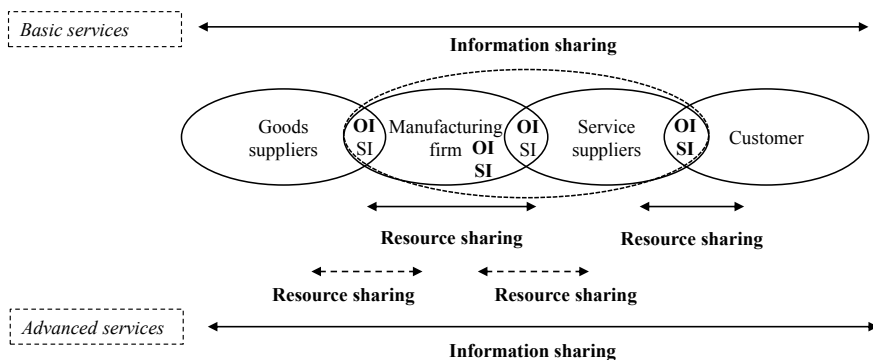 Basic services
Information sharing
Goods
suppliers
OI
SI
Manufacturing
firm
OI
SI
OI
SI
Service
suppliers
OI
SI
Customer
Resource sharing
Resource sharing
Resource sharing
Resource sharing
Advanced services
Information sharing